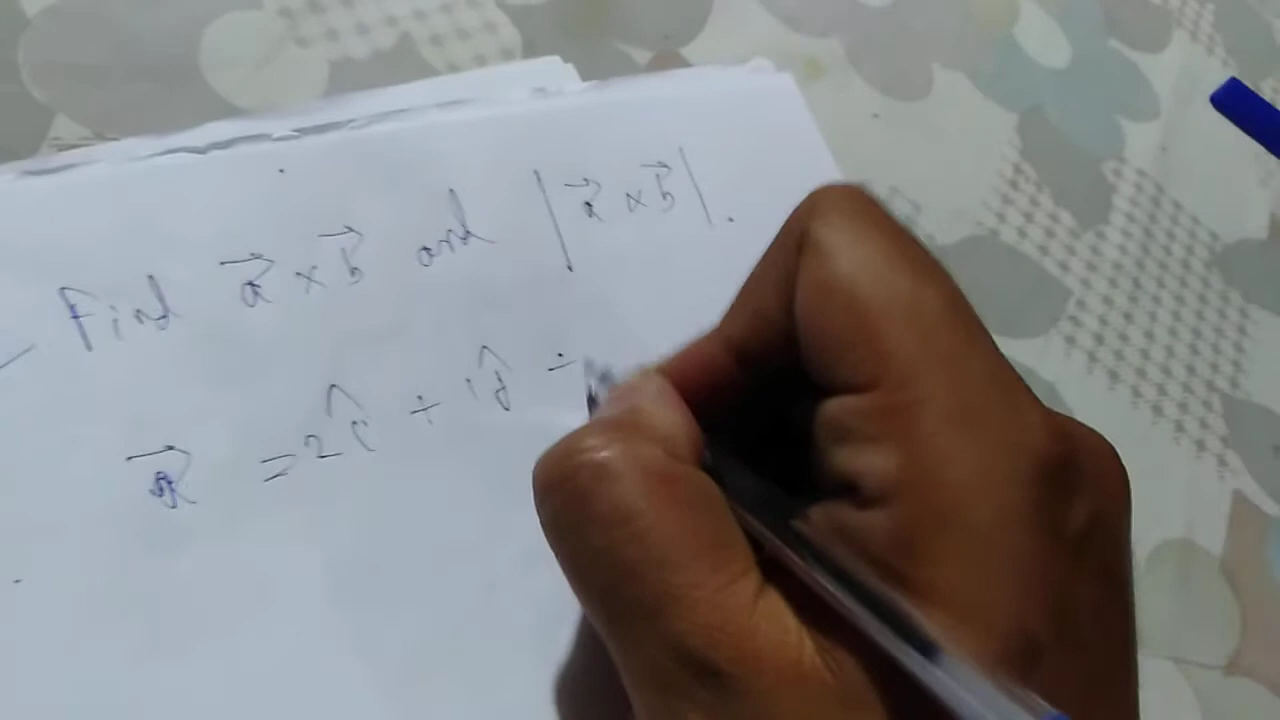 Find a⃗ × b⃗ and |a⃗ × b⃗|.
a⃗ = 2î + 1ĵ +